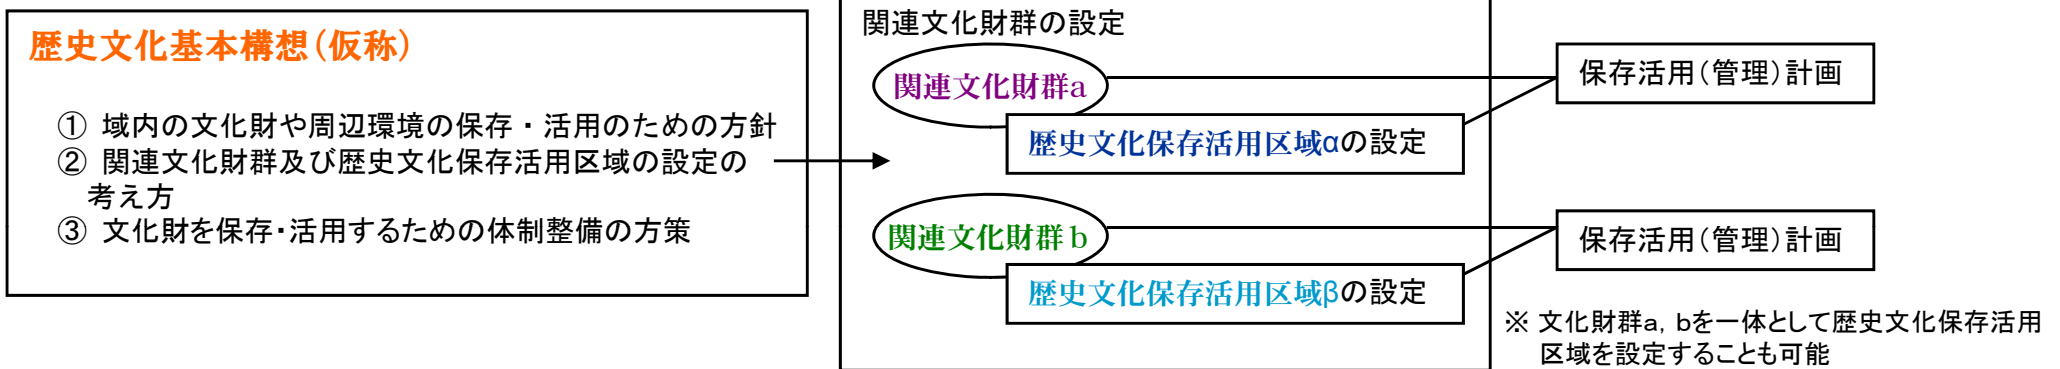 歴史文化基本構想(仮称)
① 域内の文化財や周辺環境の保存・活用のための方針
② 関連文化財群及び歴史文化保存活用区域の設定の
考え方
③ 文化財を保存・活用するための体制整備の方策
関連文化財群の設定
関連文化財群a
歴史文化保存活用区域αの設定
関連文化財群b
歴史文化保存活用区域βの設定
保存活用(管理)計画
保存活用(管理)計画
※ 文化財群a, bを一体として歴史文化保存活用
区域を設定することも可能